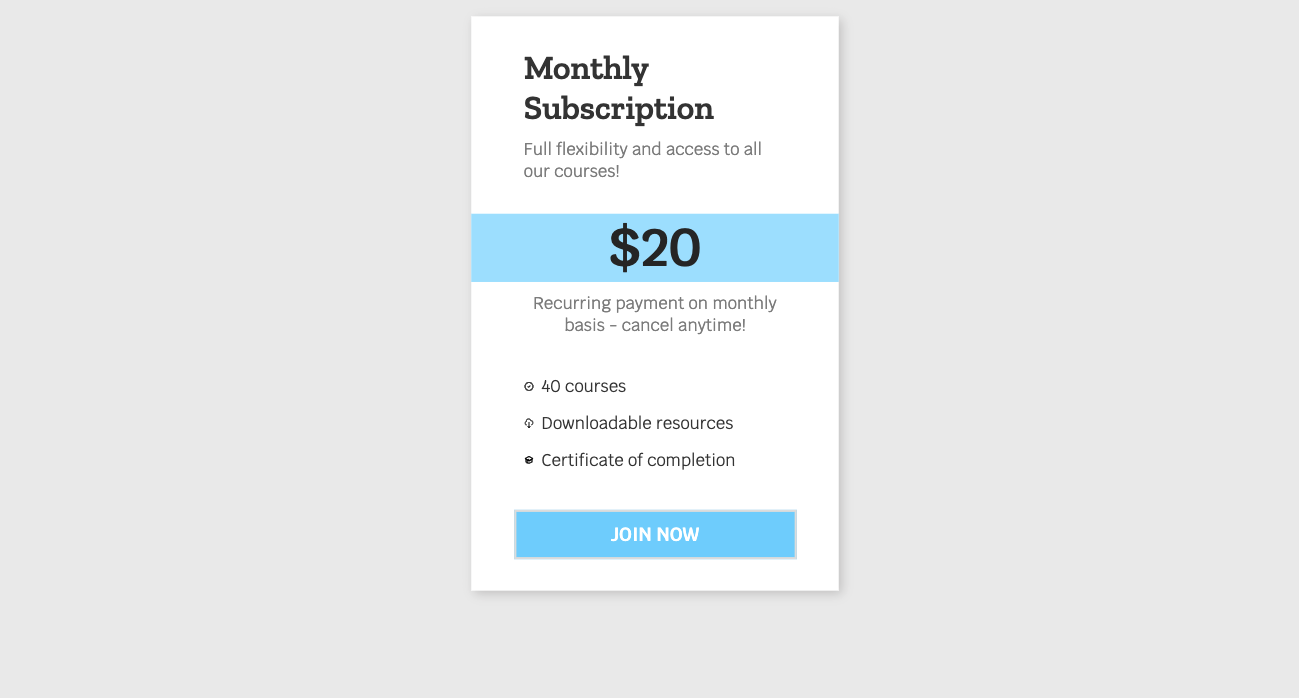 Monthly
Subscription
Full flexibility and access to all
our courses!
$20
Recurring payment on monthly
basis - cancel anytime!
40 courses
Downloadable resources
Certificate of completion
JOIN NOW